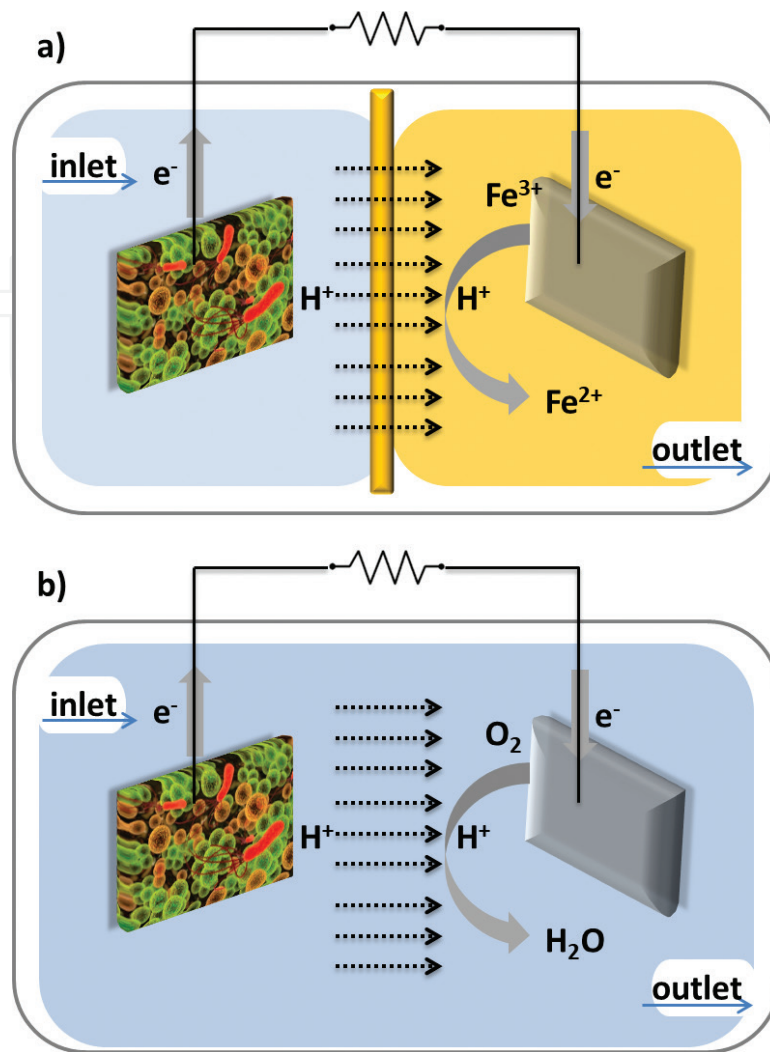 a)
inlet
e⁻
Fe³⁺
e⁻
H⁺
H⁺
Fe²⁺
outlet
b)
inlet
e⁻
O₂
e⁻
H⁺
H⁺
H₂O
outlet